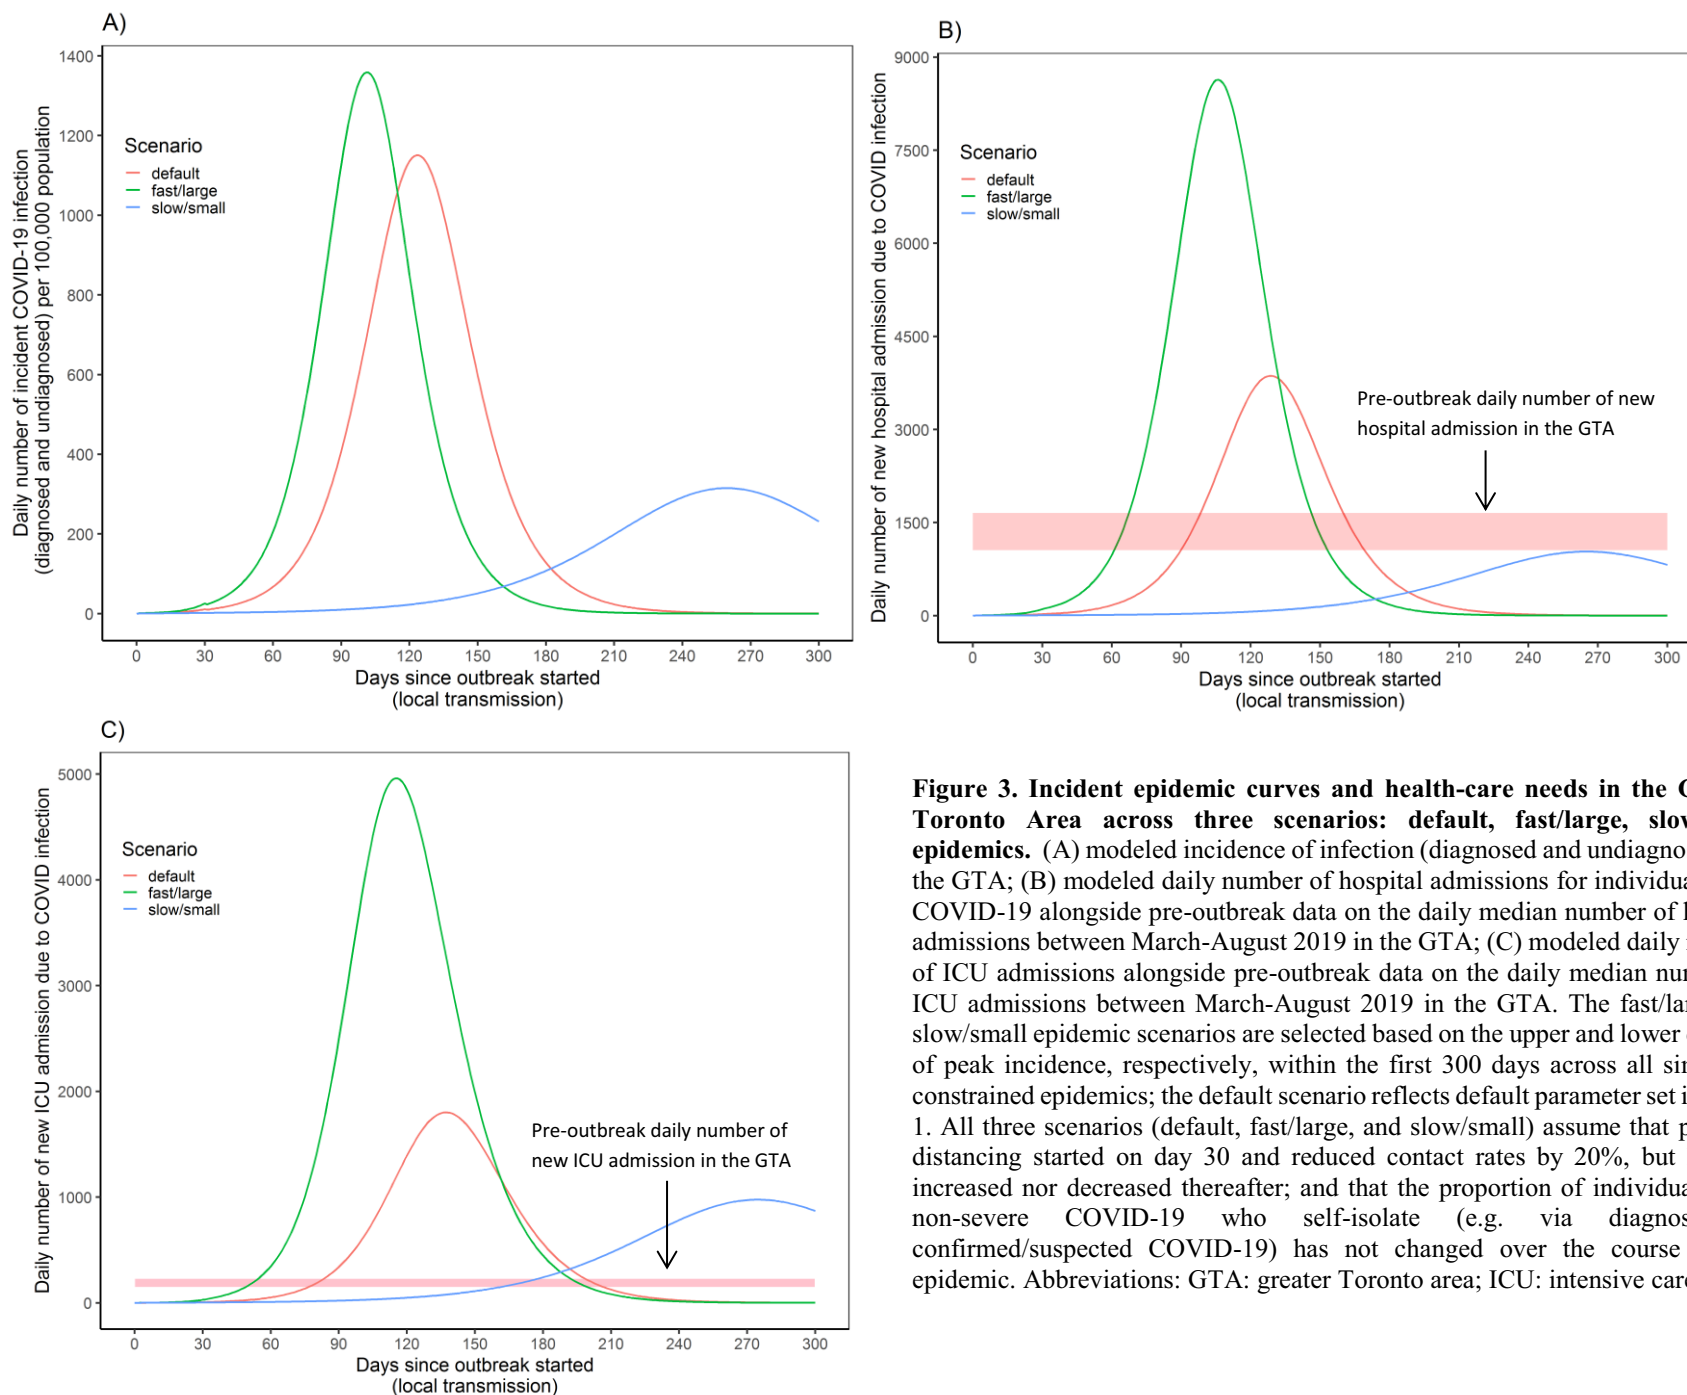 A)
Daily number of incident COVID-19 infection
(diagnosed and undiagnosed) per 100,000 population
1400
1200
1000
800
600
400
200
0
Scenario
default
fast/large
slow/small
0 30 60 90 120 150 180 210 240 270 300
Days since outbreak started
(local transmission)
B)
Daily number of new hospital admission due to COVID infection
9000
7500
6000
4500
3000
1500
0
Scenario
default
fast/large
slow/small
Pre-outbreak daily number of new
hospital admission in the GTA
0 30 60 90 120 150 180 210 240 270 300
Days since outbreak started
(local transmission)
C)
Daily number of new ICU admission due to COVID infection
5000
4000
3000
2000
1000
0
Scenario
default
fast/large
slow/small
Pre-outbreak daily number of
new ICU admission in the GTA
0 30 60 90 120 150 180 210 240 270 300
Days since outbreak started
(local transmission)
Figure 3. Incident epidemic curves and health-care needs in the
Toronto Area across three scenarios: default, fast/large,
epidemics. (A) modeled incidence of infection (diagnosed and
the GTA; (B) modeled daily number of hospital admissions for
COVID-19 alongside pre-outbreak data on the daily median number of
admissions between March-August 2019 in the GTA; (C) modeled daily
of ICU admissions alongside pre-outbreak data on the daily median
ICU admissions between March-August 2019 in the GTA. The
slow/small epidemic scenarios are selected based on the upper and lower
of peak incidence, respectively, within the first 300 days across all
constrained epidemics; the default scenario reflects default parameter set
1. All three scenarios (default, fast/large, and slow/small) assume that
distancing started on day 30 and reduced contact rates by 20%, but
increased nor decreased thereafter; and that the proportion of
non-severe COVID-19 who self-isolate (e.g. via
confirmed/suspected COVID-19) has not changed over the course
epidemic. Abbreviations: GTA: greater Toronto area; ICU: intensive